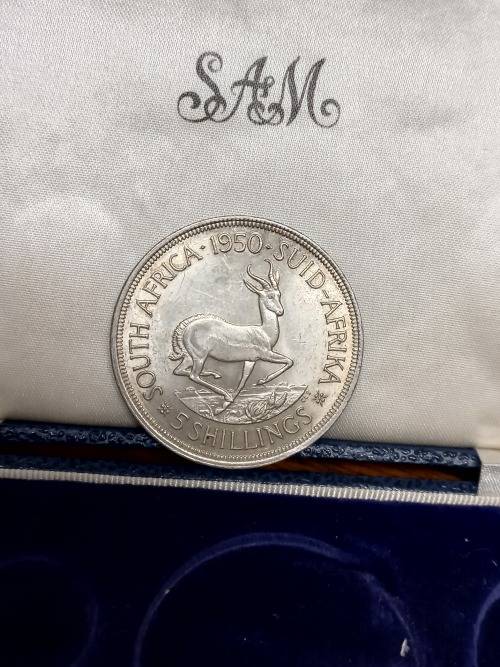 SAM
SOUTH AFRICA · 1950 · SUID-AFRIKA
5 SHILLINGS